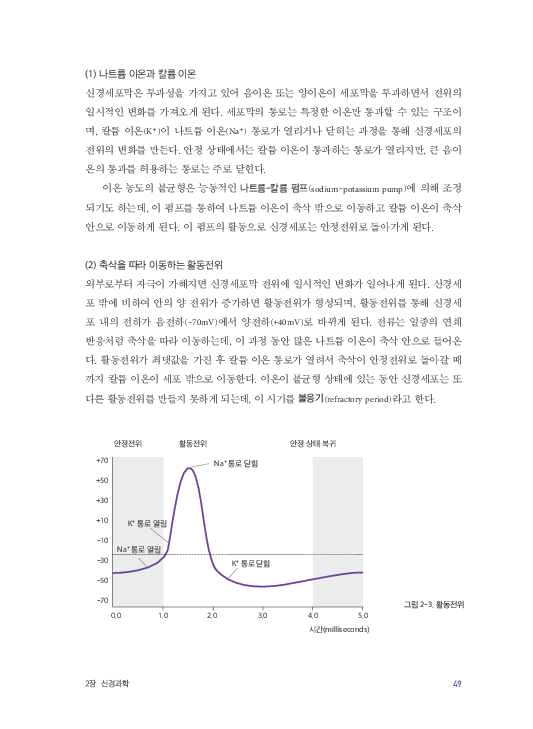 (1) 나트륨 이온과 칼륨 이온
신경세포막은 투과성을 가지고 있어 음이온 또는 양이온이 세포막을 투과하면서 전위의
일시적인 변화를 가져오게 된다. 세포막의 통로는 특정한 이온만 통과할 수 있는 구조이
며, 칼륨 이온(K⁺)이 나트륨 이온(Na⁺) 통로가 열리거나 닫히는 과정을 통해 신경세포의
전위의 변화를 만든다. 안정 상태에서는 칼륨 이온이 통과하는 통로가 열리지만, 큰 음이
온의 통과를 허용하는 통로는 주로 닫힌다.
이온 농도의 불균형은 능동적인 나트륨-칼륨 펌프(sodium-potassium pump)에 의해 조정
되기도 하는데, 이 펌프를 통하여 나트륨 이온이 축삭 밖으로 이동하고 칼륨 이온이 축삭
안으로 이동하게 된다. 이 펌프의 활동으로 신경세포는 안정전위로 돌아가게 된다.
(2) 축삭을 따라 이동하는 활동전위
외부로부터 자극이 가해지면 신경세포막 전위에 일시적인 변화가 일어나게 된다. 신경세
포 밖에 비하여 안의 양 전위가 증가하면 활동전위가 형성되며, 활동전위를 통해 신경세
포 내의 전하가 음전하(-70mV)에서 양전하(+40mV)로 바뀌게 된다. 전류는 일종의 연쇄
반응처럼 축삭을 따라 이동하는데, 이 과정 동안 많은 나트륨 이온이 축삭 안으로 들어온
다. 활동전위가 최댓값을 가진 후 칼륨 이온 통로가 열려서 축삭이 안정전위로 돌아갈 때
까지 칼륨 이온이 세포 밖으로 이동한다. 이온이 불균형 상태에 있는 동안 신경세포는 또
다른 활동전위를 만들지 못하게 되는데, 이 시기를 불응기(refractory period)라고 한다.
안정전위 활동전위 안정 상태 복귀
+70
Na⁺ 통로 닫힘
+50
+30
+10
K⁺ 통로 열림
-10
Na⁺ 통로 열림
-30
K⁺ 통로 닫힘
-50
-70
0,0 1,0 2,0 3,0 4,0 5,0
시간(milliseconds)
그림 2-3. 활동전위
2장 신경과학 49